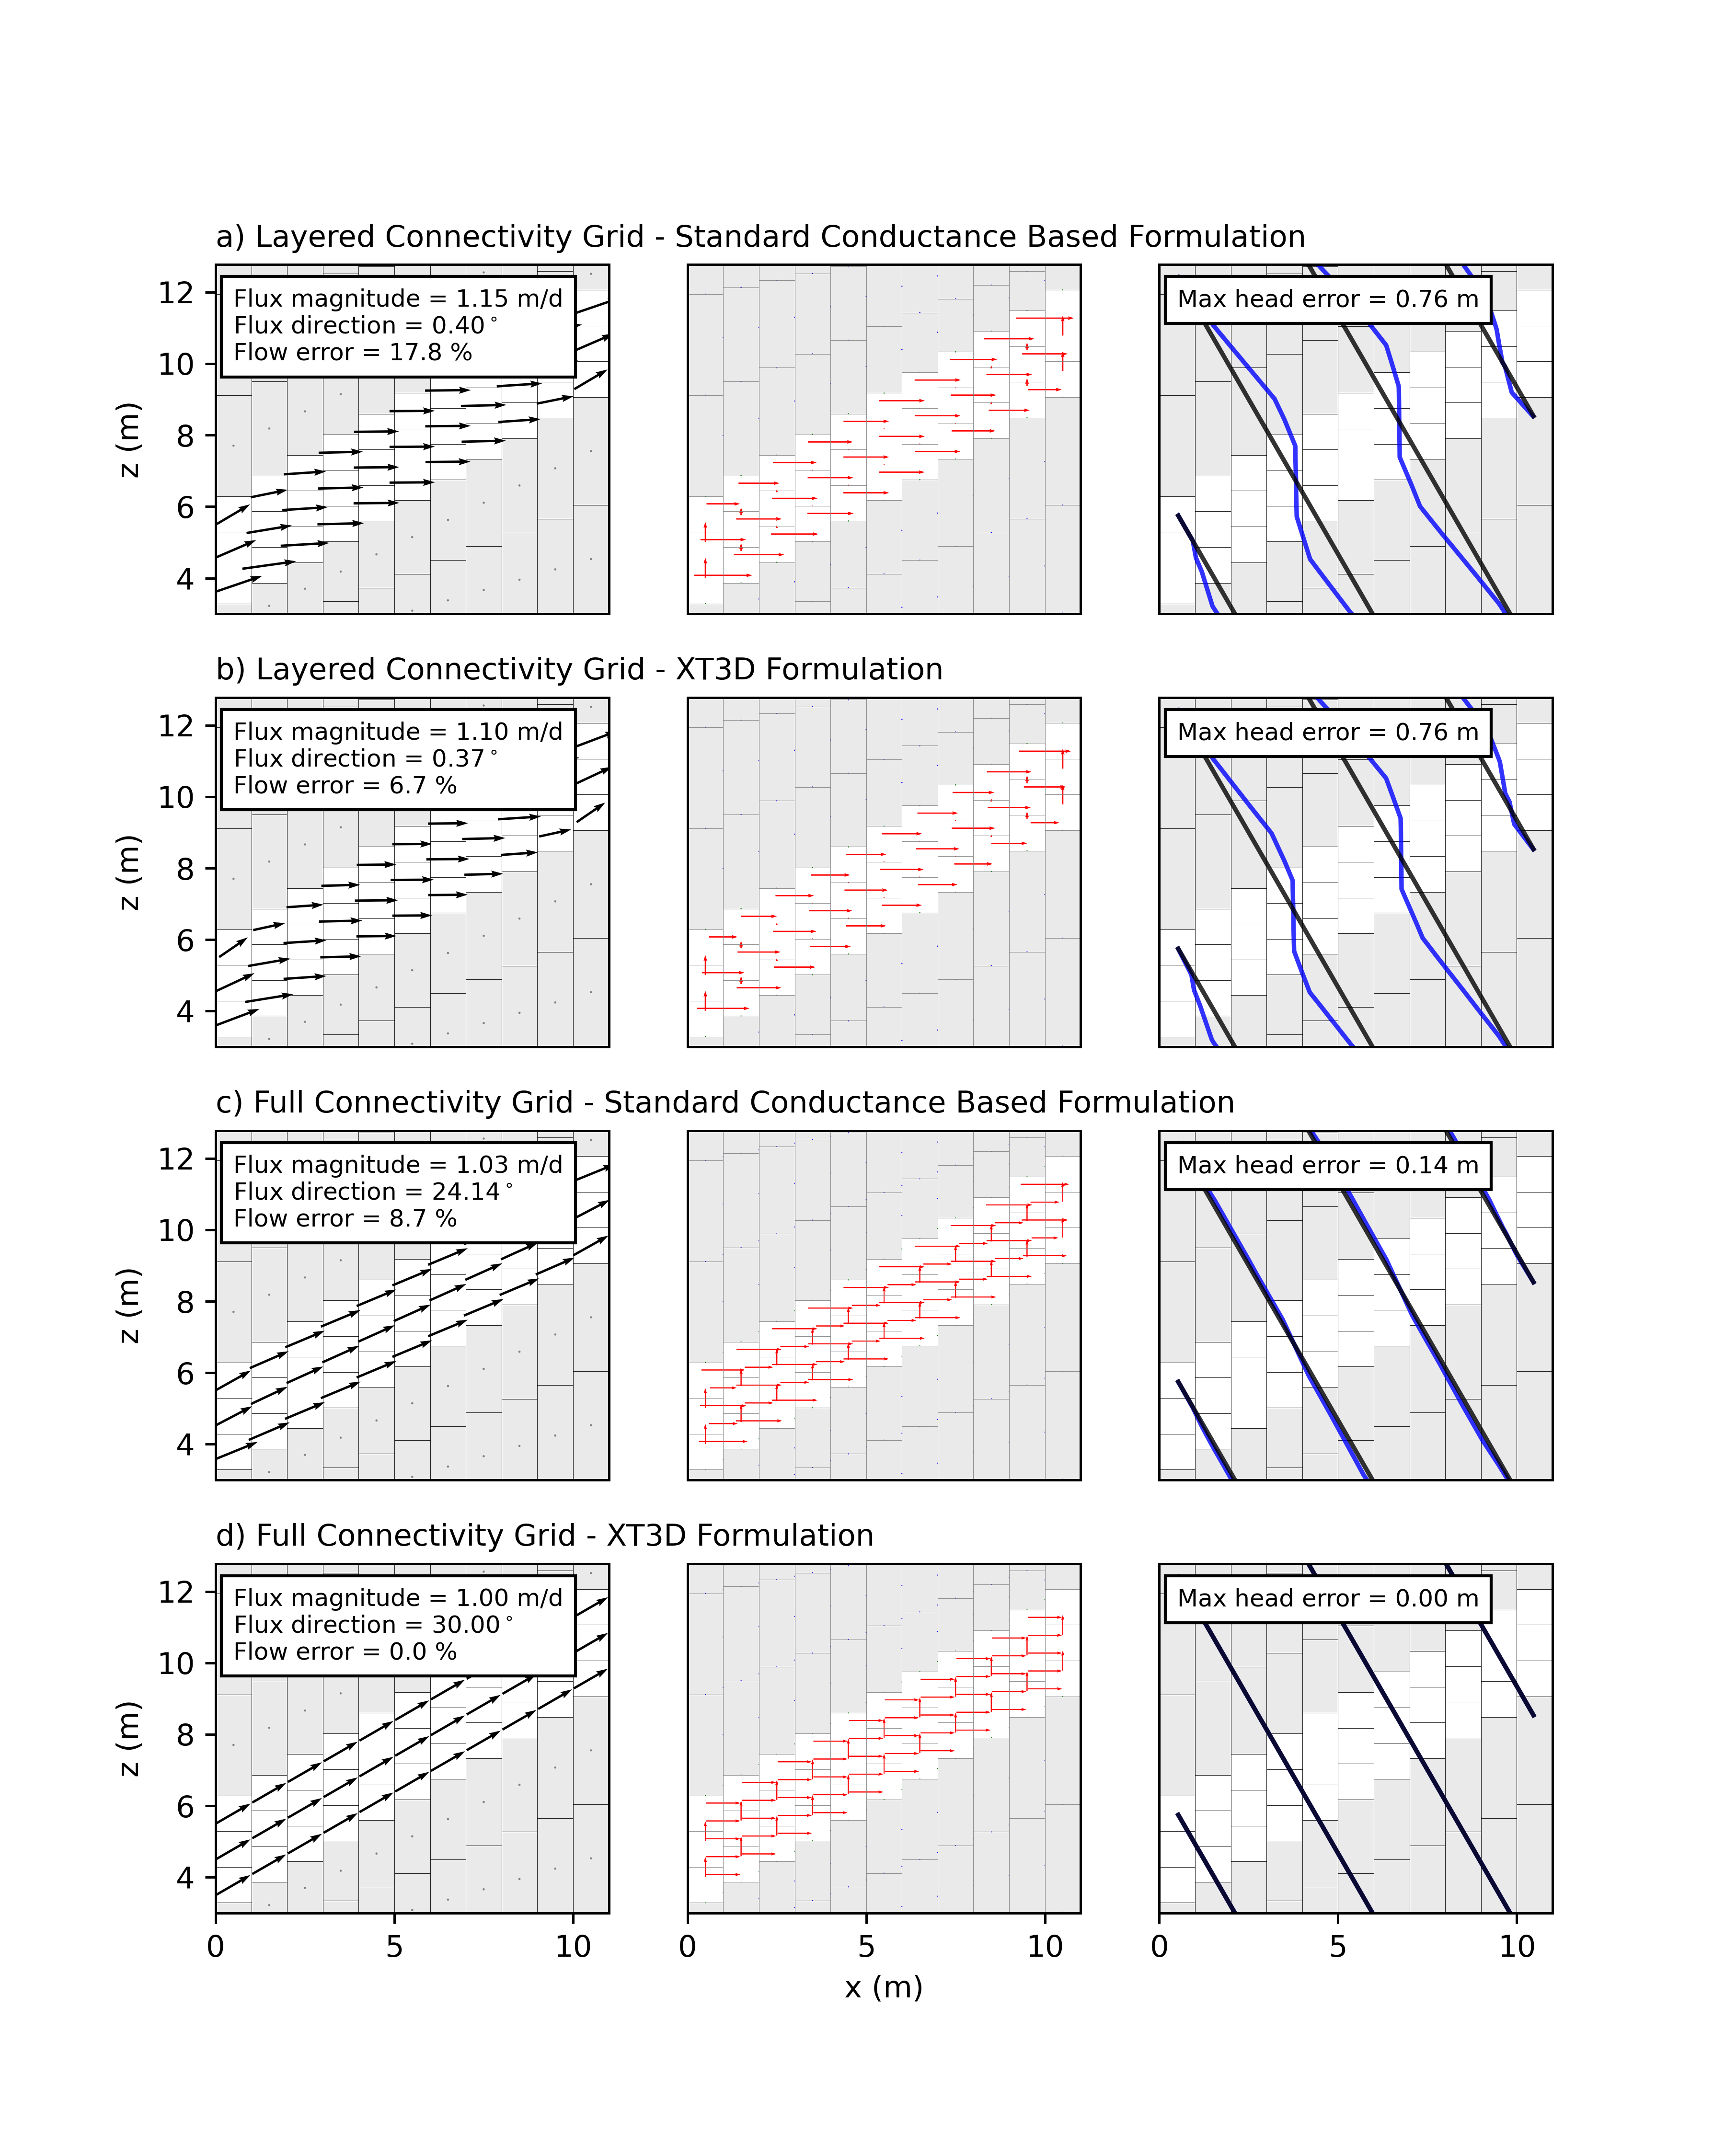 a) Layered Connectivity Grid - Standard Conductance Based Formulation
12
10
8
6
4
z (m)
Flux magnitude = 1.15 m/d
Flux direction = 0.40°
Flow error = 17.8 %
Max head error = 0.76 m
b) Layered Connectivity Grid - XT3D Formulation
12
10
8
6
4
z (m)
Flux magnitude = 1.10 m/d
Flux direction = 0.37°
Flow error = 6.7 %
Max head error = 0.76 m
c) Full Connectivity Grid - Standard Conductance Based Formulation
12
10
8
6
4
z (m)
Flux magnitude = 1.03 m/d
Flux direction = 24.14°
Flow error = 8.7 %
Max head error = 0.14 m
d) Full Connectivity Grid - XT3D Formulation
12
10
8
6
4
z (m)
Flux magnitude = 1.00 m/d
Flux direction = 30.00°
Flow error = 0.0 %
Max head error = 0.00 m
0 5 10
0 5 10
0 5 10
x (m)